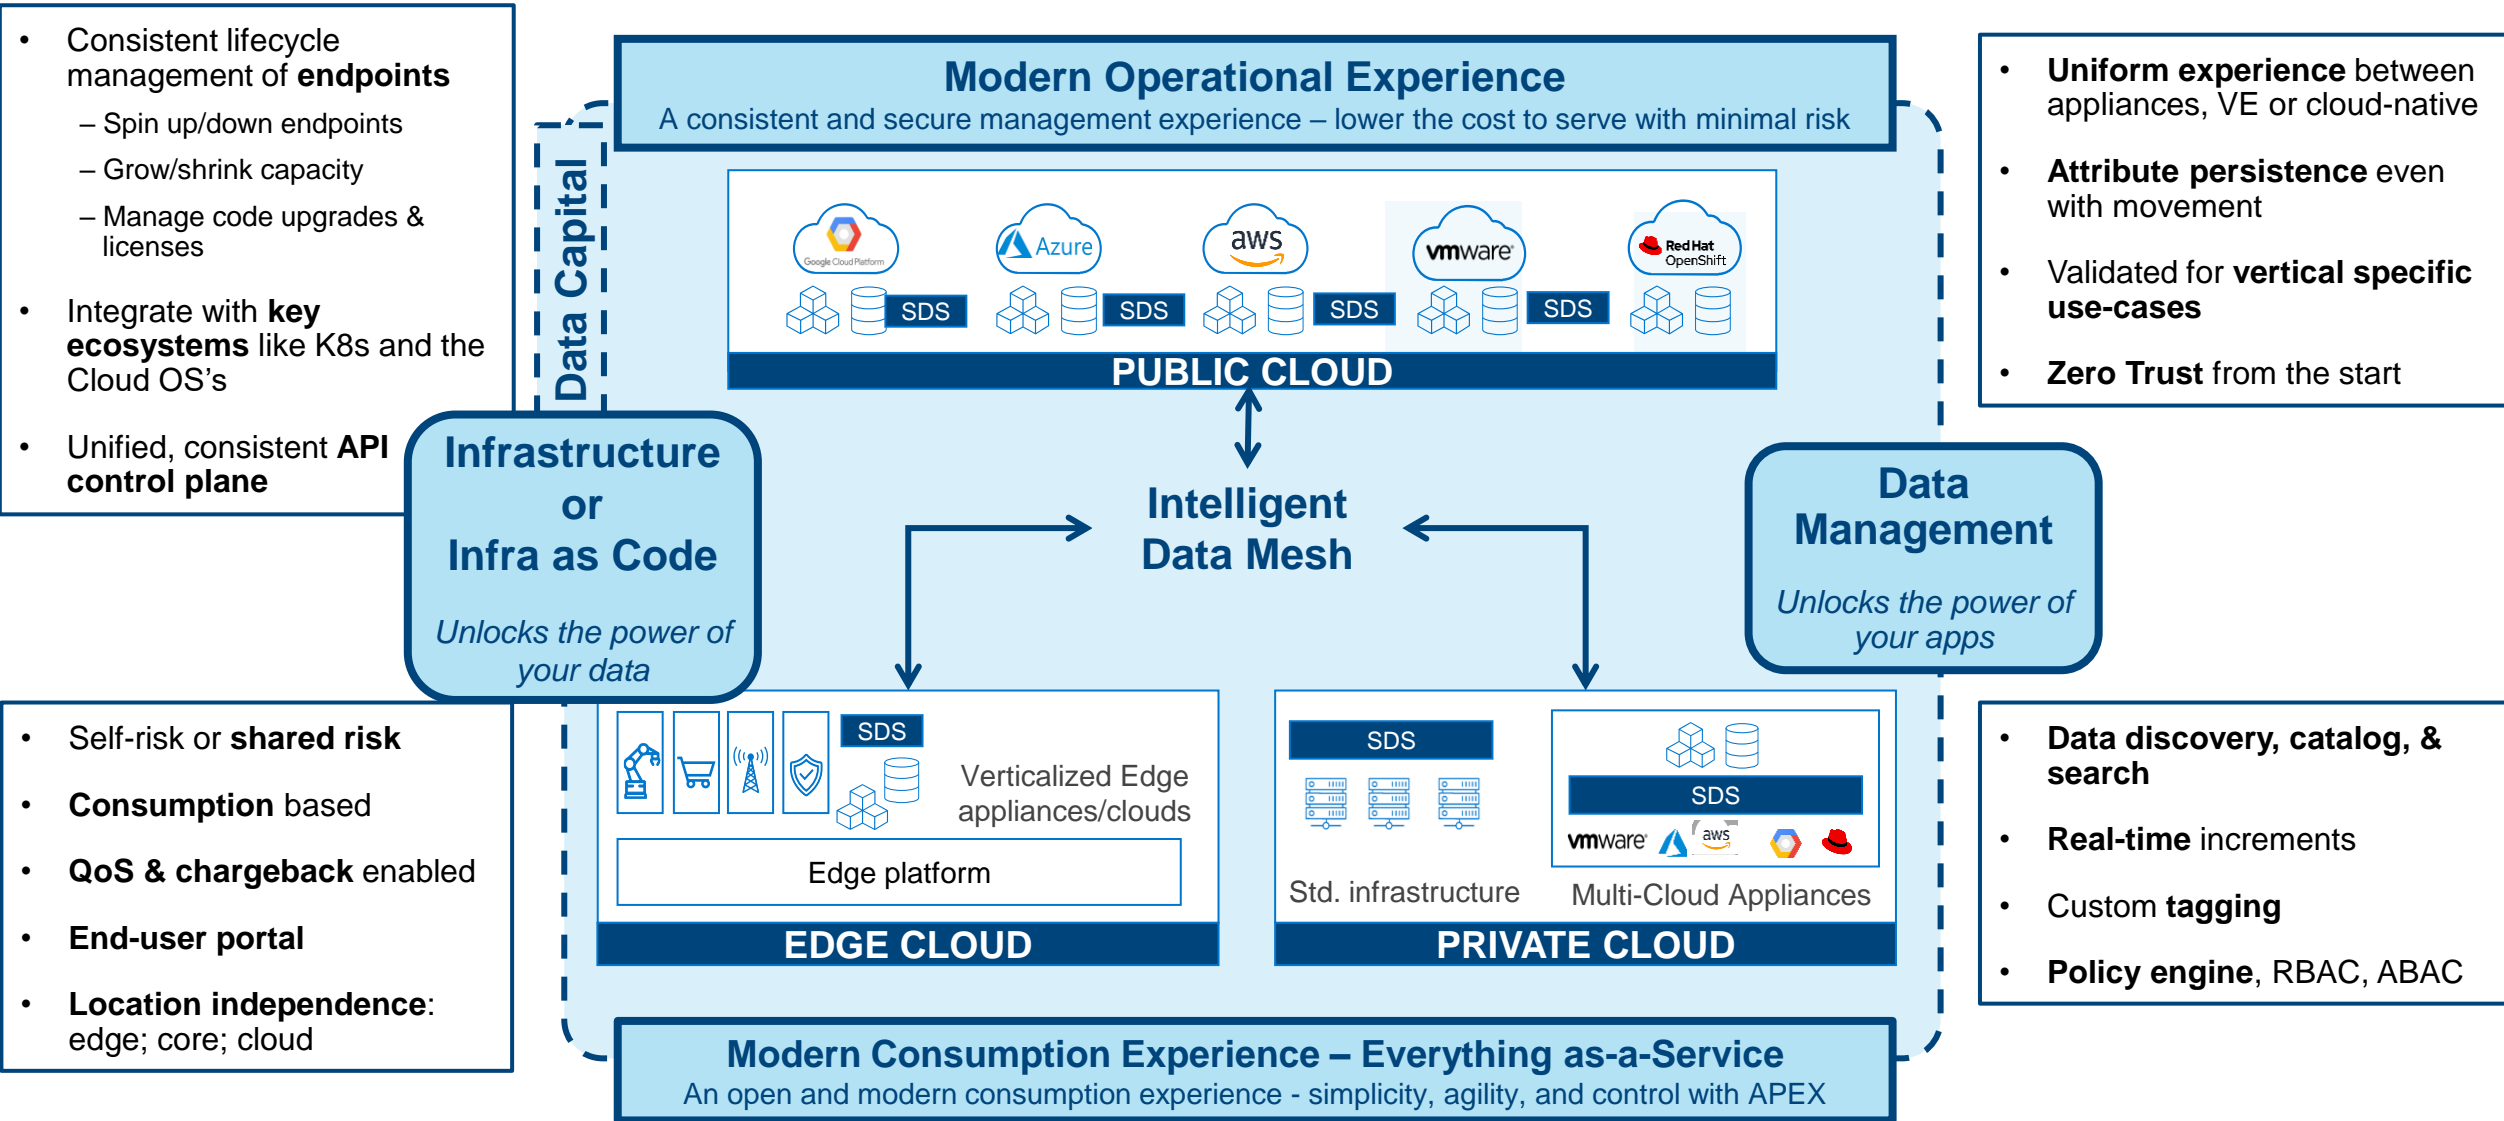 • Consistent lifecycle
management of endpoints
– Spin up/down endpoints
– Grow/shrink capacity
– Manage code upgrades &
licenses
• Integrate with key
ecosystems like K8s and the
Cloud OS’s
• Unified, consistent API
control plane
Modern Operational Experience
A consistent and secure management experience – lower the cost to serve with minimal risk
• Uniform experience between
appliances, VE or cloud-native
• Attribute persistence even
with movement
• Validated for vertical specific
use-cases
• Zero Trust from the start
Data Capital
Google Cloud Platform
Azure
aws
vmware®
Red Hat
OpenShift
SDS
SDS
SDS
SDS
PUBLIC CLOUD
Infrastructure
or
Infra as Code
Unlocks the power of
your data
Intelligent
Data Mesh
Data
Management
Unlocks the power of
your apps
• Self-risk or shared risk
• Consumption based
• QoS & chargeback enabled
• End-user portal
• Location independence:
edge; core; cloud
SDS
Verticalized Edge
appliances/clouds
Edge platform
EDGE CLOUD
SDS
Std. infrastructure
SDS
vmware®
aws
Multi-Cloud Appliances
PRIVATE CLOUD
• Data discovery, catalog, &
search
• Real-time increments
• Custom tagging
• Policy engine, RBAC, ABAC
Modern Consumption Experience – Everything as-a-Service
An open and modern consumption experience - simplicity, agility, and control with APEX